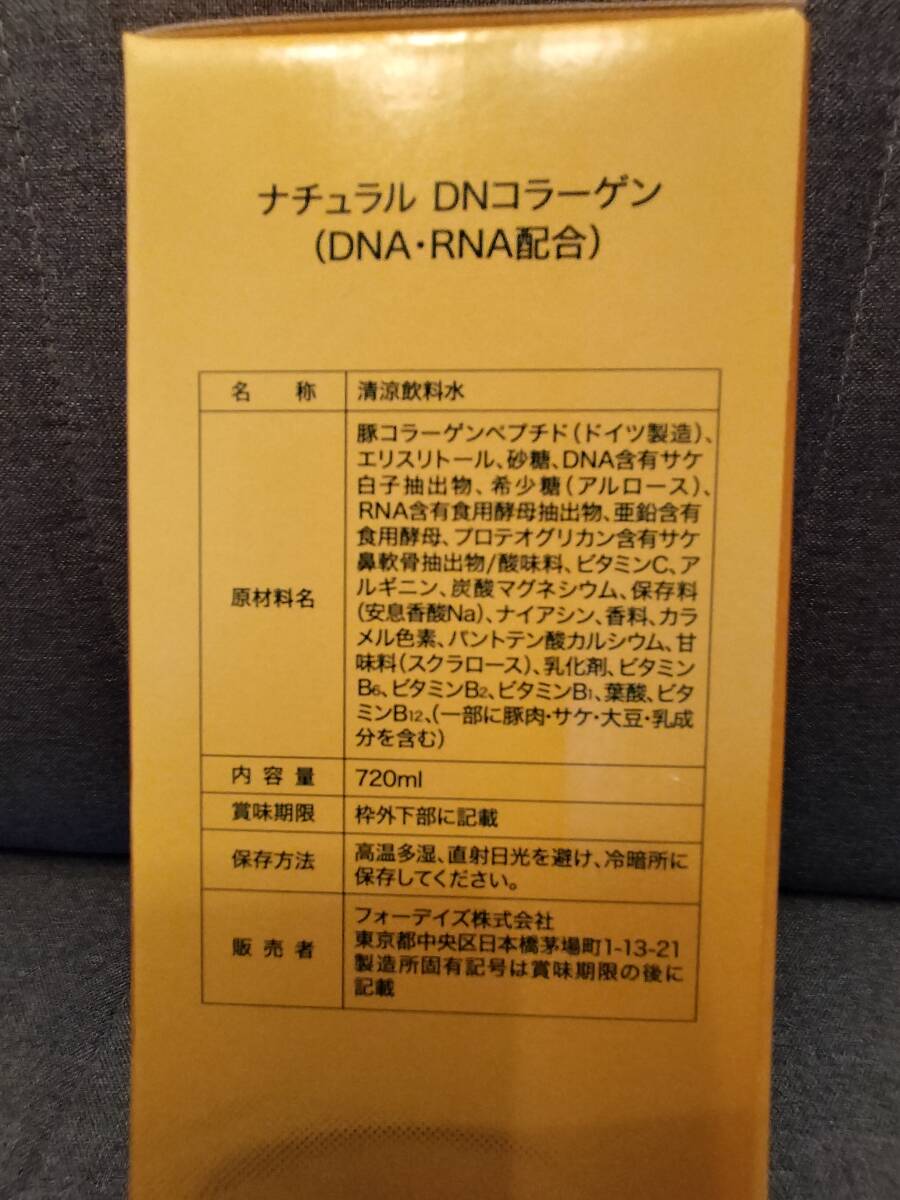 ナチュラル DNコラーゲン
(DNA・RNA配合)
名 称 清涼飲料水
原材料名
豚コラーゲンペプチド(ドイツ製造)、
エリスリトール、砂糖、DNA含有サケ
白子抽出物、希少糖(アルロース)、
RNA含有食用酵母抽出物、亜鉛含有
食用酵母、プロテオグリカン含有サケ
鼻軟骨抽出物/酸味料、ビタミンC、ア
ルギニン、炭酸マグネシウム、保存料
(安息香酸Na)、ナイアシン、香料、カラ
メル色素、パントテン酸カルシウム、甘
味料(スクラロース)、乳化剤、ビタミン
B6、ビタミンB2、ビタミンB1、葉酸、ビタ
ミンB12、(一部に豚肉・サケ・大豆・乳成
分を含む)
内容量 720ml
賞味期限 枠外下部に記載
保存方法 高温多湿、直射日光を避け、冷暗所に
保存してください。
販売者
フォーデイズ株式会社
東京都中央区日本橋茅場町1-13-21
製造所固有記号は賞味期限の後に
記載